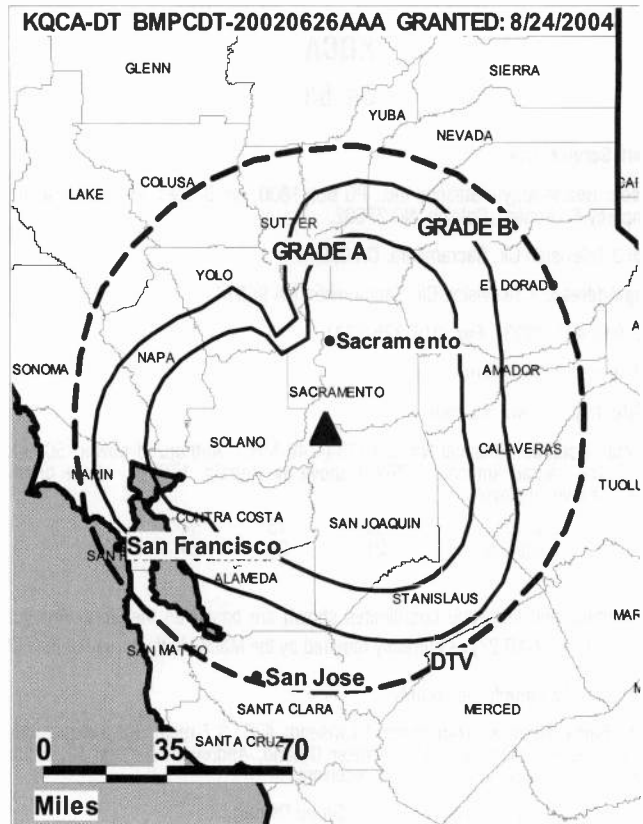 KQCA-DT BMPCDT-20020626AAA GRANTED: 8/24/2004
GLENN
SIERRA
YUBA
NEVADA
LAKE
COLUSA
SUTTER
GRADE B
GRADE A
YOLO
EL DORADO
NAPA
Sacramento
SONOMA
AMADOR
SACRAMENTO
SOLANO
CALAVERAS
MARIN
TUOLU
CONTRA COSTA
SAN JOAQUIN
San Francisco
ALAMEDA
STANISLAUS
MAR
SAN MATEO
DTV
San Jose
SANTA CLARA
MERCED
SANTA CRUZ
0 35 70
Miles